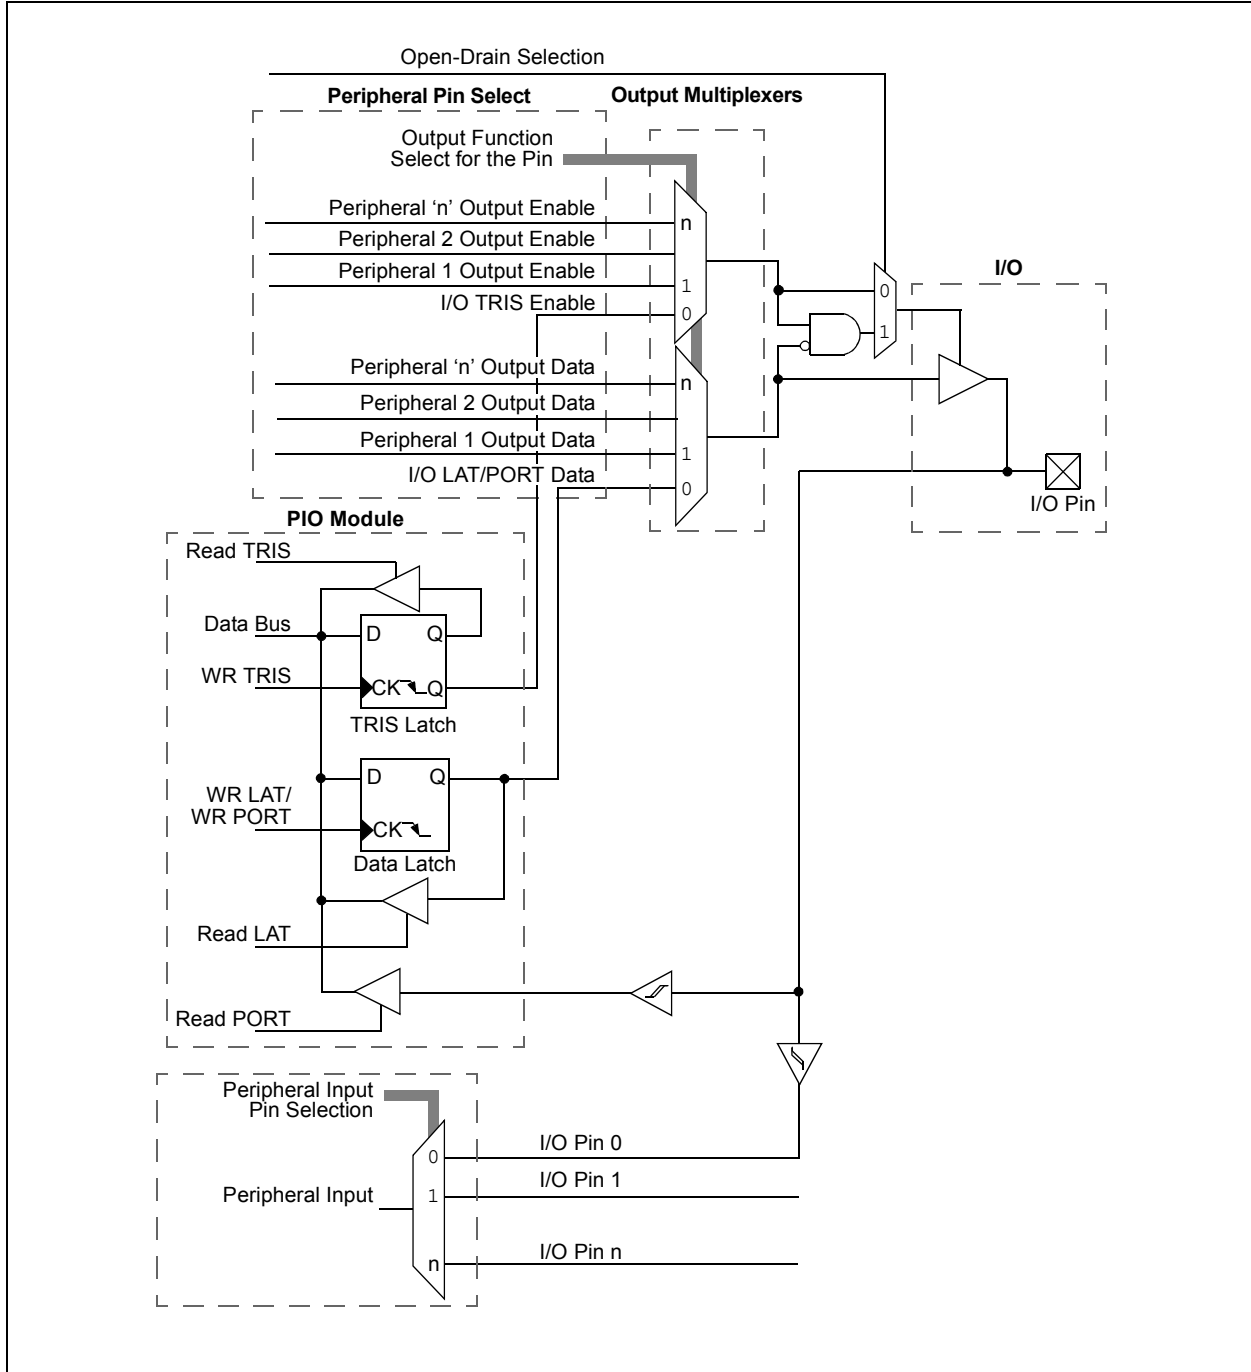 Open-Drain Selection
Peripheral Pin Select
Output Multiplexers
Output Function
Select for the Pin
Peripheral ‘n’ Output Enable
n
Peripheral 2 Output Enable
Peripheral 1 Output Enable
1
I/O TRIS Enable
0
I/O
0
1
Peripheral ‘n’ Output Data
n
Peripheral 2 Output Data
Peripheral 1 Output Data
1
I/O LAT/PORT Data
0
I/O Pin
PIO Module
Read TRIS
Data Bus
D
Q
WR TRIS
CK
Q
TRIS Latch
D
Q
WR LAT/
WR PORT
CK
Data Latch
Read LAT
Read PORT
Peripheral Input
Pin Selection
0
I/O Pin 0
Peripheral Input
1
I/O Pin 1
n
I/O Pin n